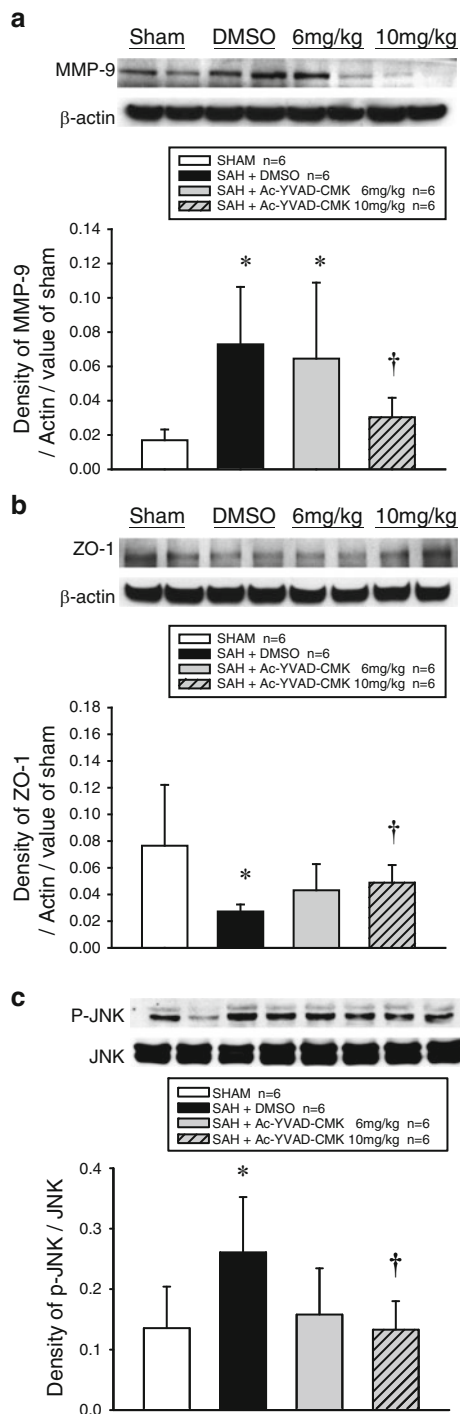 a
Sham DMSO 6mg/kg 10mg/kg
MMP-9
β-actin
SHAM n=6
SAH + DMSO n=6
SAH + Ac-YVAD-CMK 6mg/kg n=6
SAH + Ac-YVAD-CMK 10mg/kg n=6
Density of MMP-9
/ Actin / value of sham
0.14
0.12
0.10
0.08
0.06
0.04
0.02
0.00
* * †
b
Sham DMSO 6mg/kg 10mg/kg
ZO-1
β-actin
SHAM n=6
SAH + DMSO n=6
SAH + Ac-YVAD-CMK 6mg/kg n=6
SAH + Ac-YVAD-CMK 10mg/kg n=6
Density of ZO-1
/ Actin / value of sham
0.18
0.16
0.14
0.12
0.10
0.08
0.06
0.04
0.02
0.00
* †
c
P-JNK
JNK
SHAM n=6
SAH + DMSO n=6
SAH + Ac-YVAD-CMK 6mg/kg n=6
SAH + Ac-YVAD-CMK 10mg/kg n=6
Density of p-JNK / JNK
0.4
0.3
0.2
0.1
0.0
* †